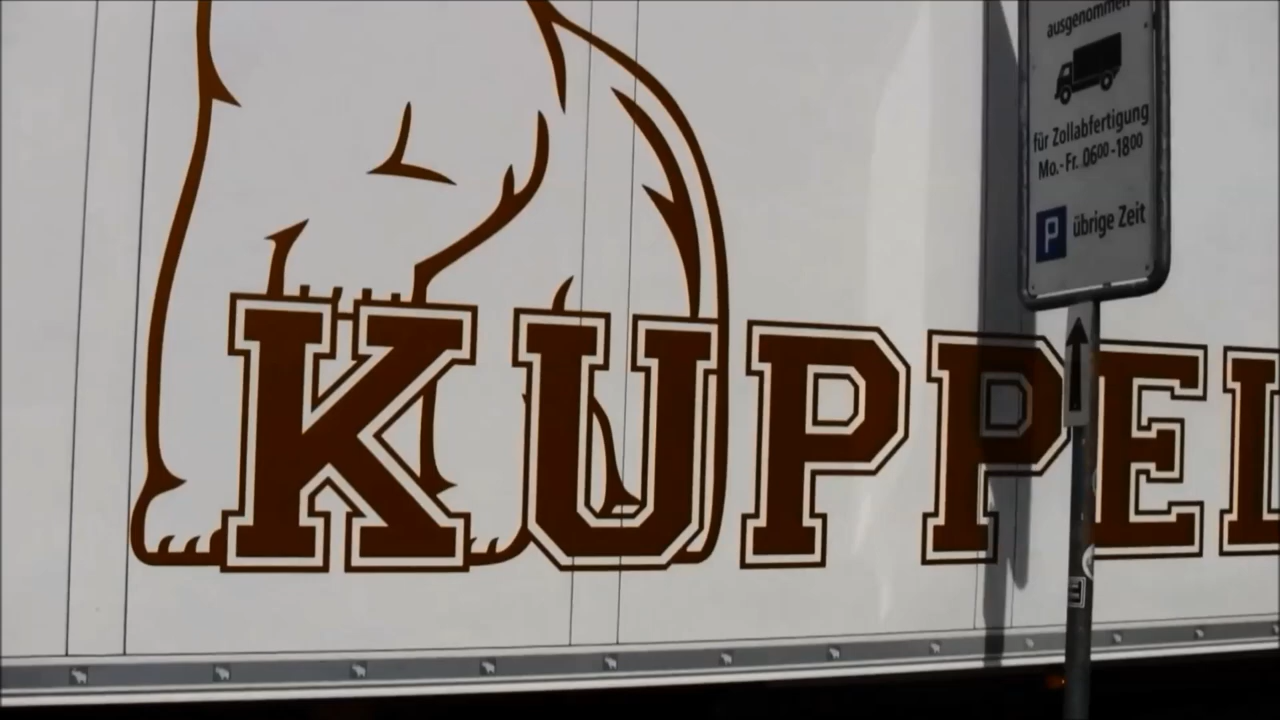 ausgenommen
für Zollabfertigung
Mo.-Fr. 0600-1800
P übrige Zeit
KUPPEL